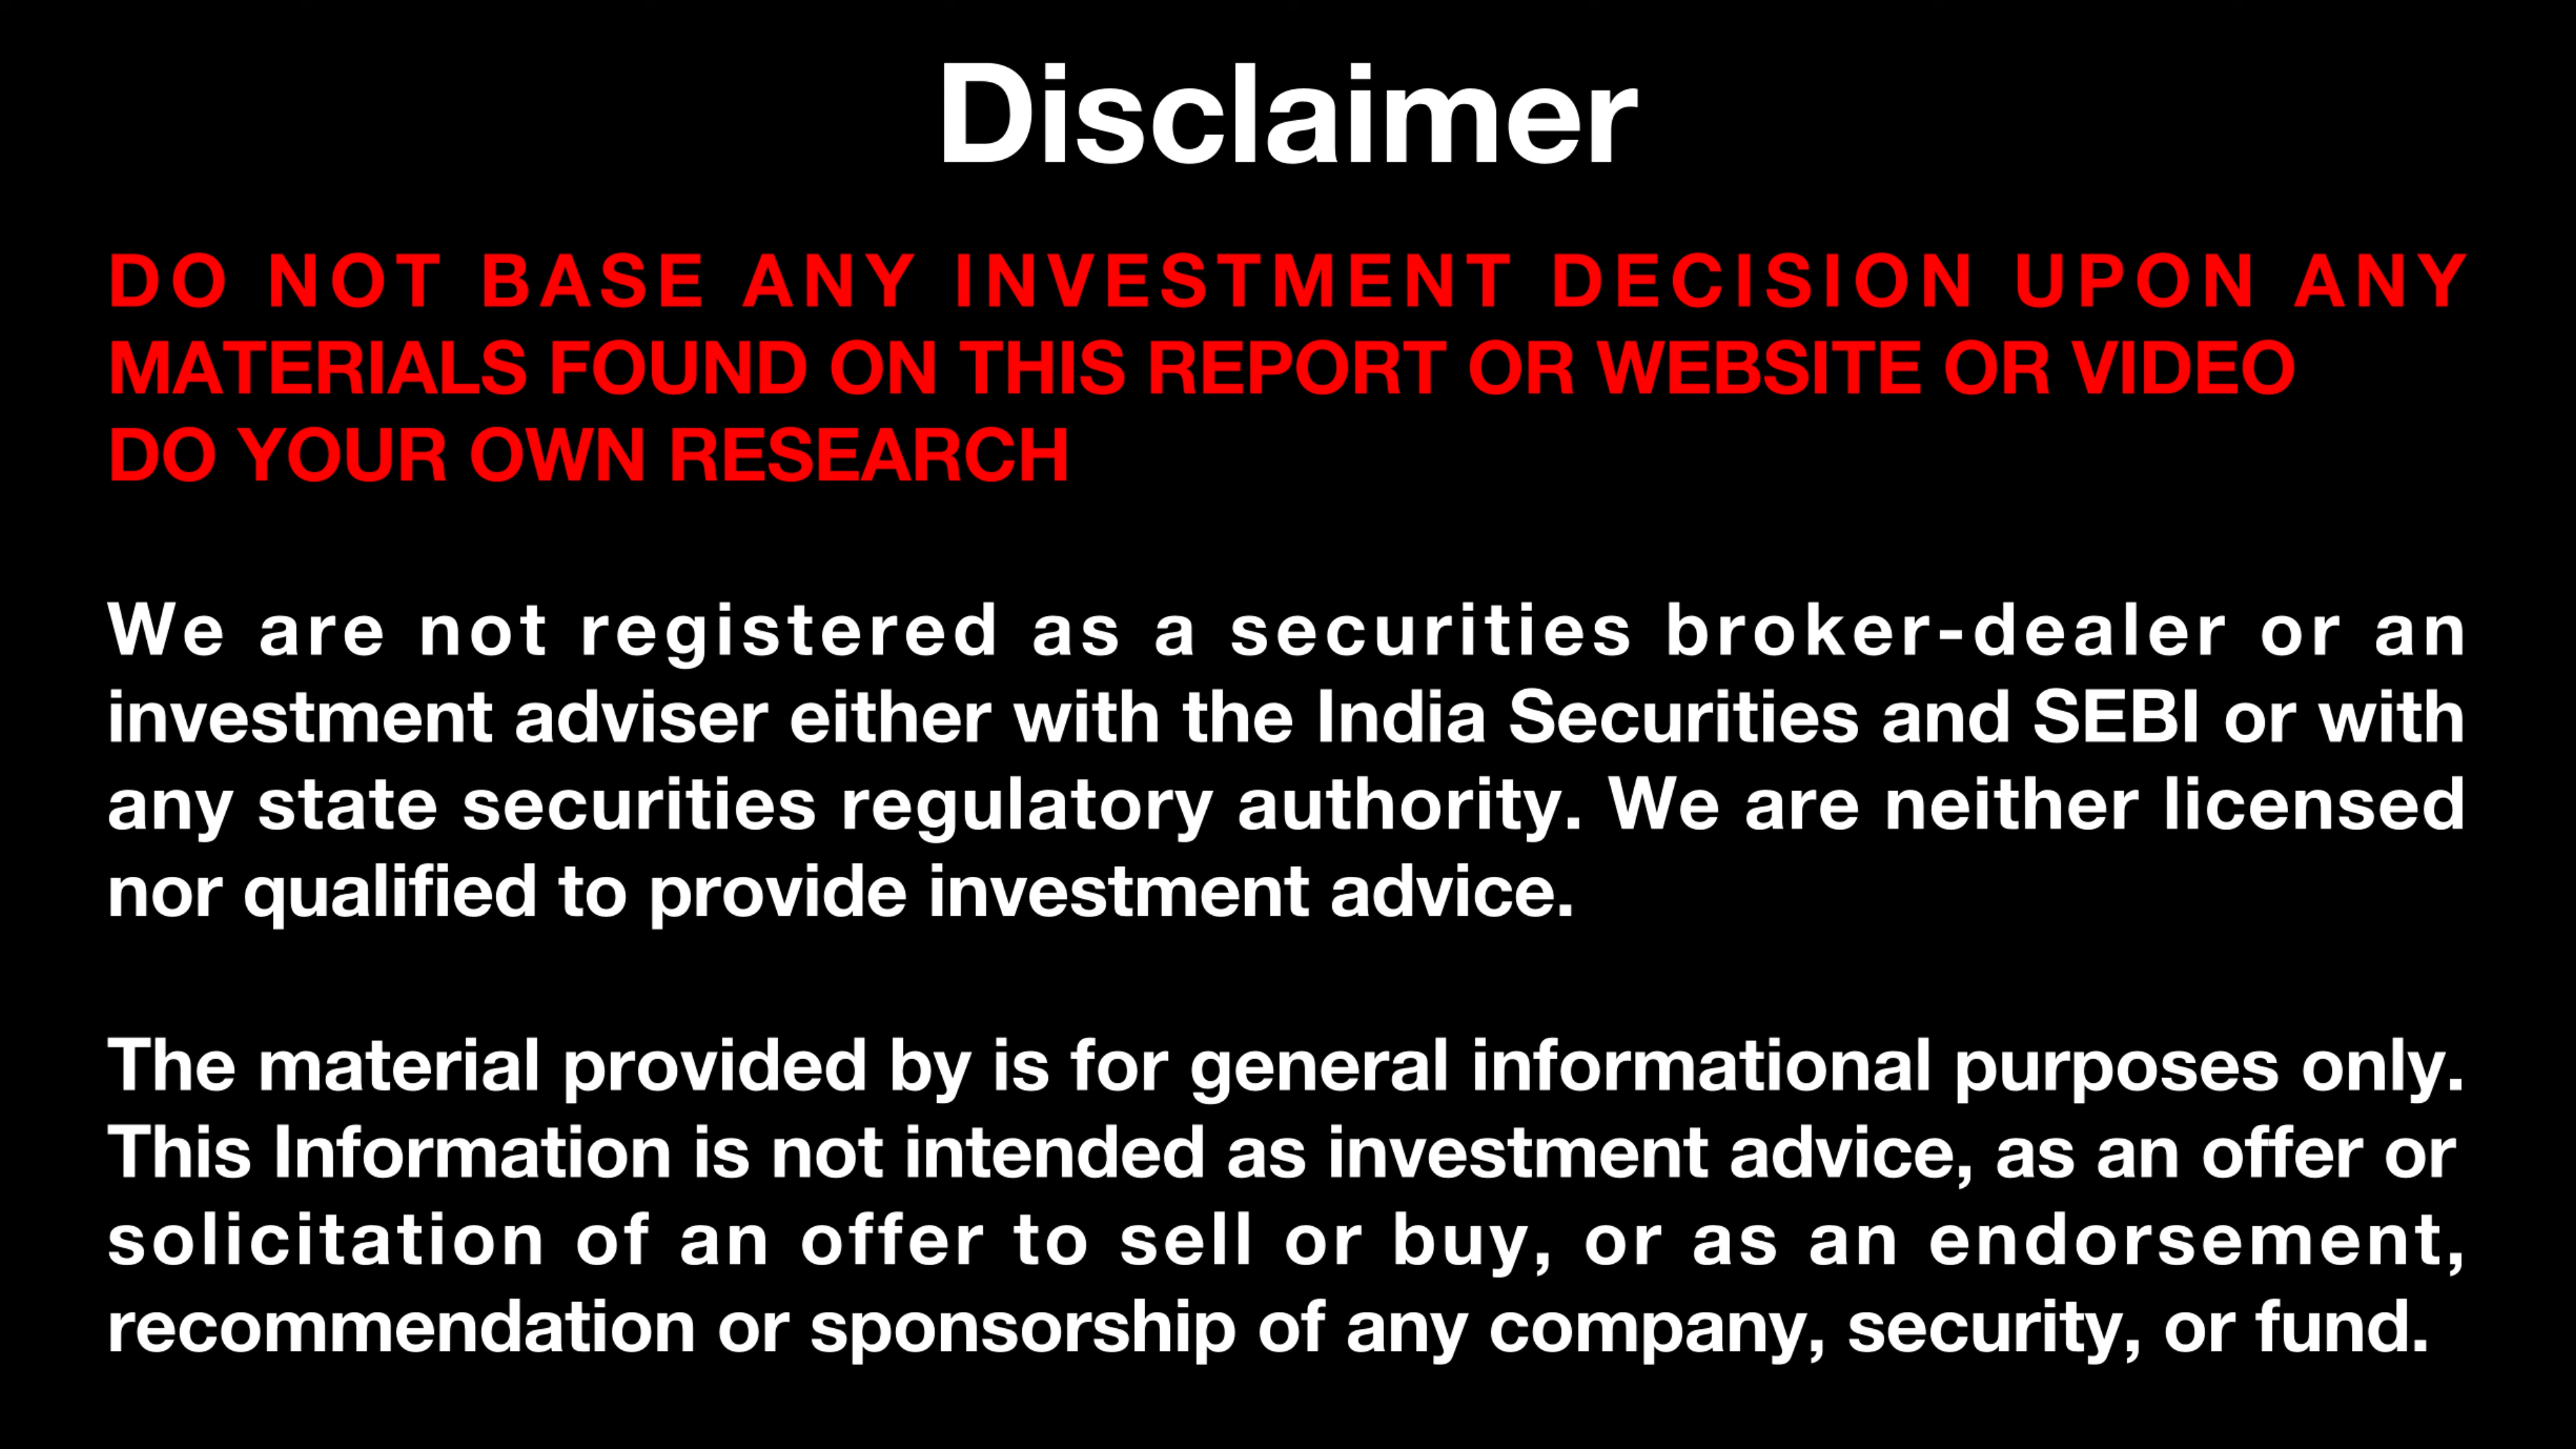 Disclaimer
DO NOT BASE ANY INVESTMENT DECISION UPON ANY
MATERIALS FOUND ON THIS REPORT OR WEBSITE OR VIDEO
DO YOUR OWN RESEARCH
We are not registered as a securities broker-dealer or an
investment adviser either with the India Securities and SEBI or with
any state securities regulatory authority. We are neither licensed
nor qualified to provide investment advice.
The material provided by is for general informational purposes only.
This Information is not intended as investment advice, as an offer or
solicitation of an offer to sell or buy, or as an endorsement,
recommendation or sponsorship of any company, security, or fund.